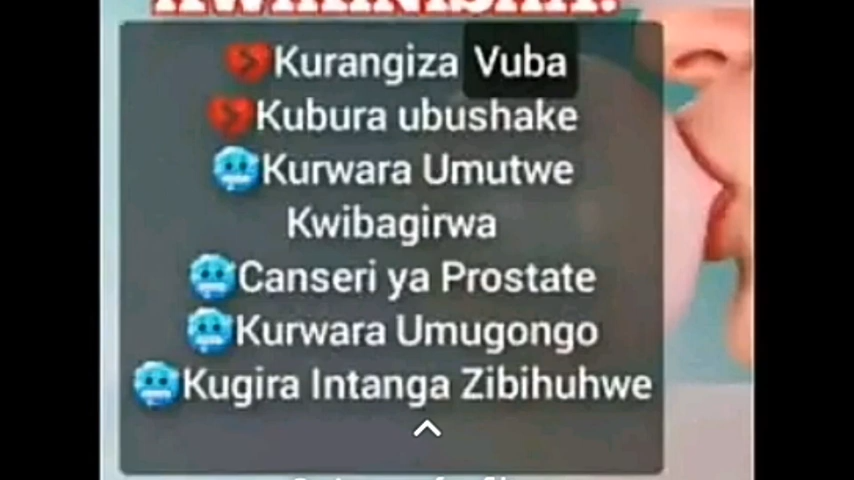 💔Kurangiza Vuba
💔Kubura ubushake
🥶Kurwara Umutwe
Kwibagirwa
🥶Canseri ya Prostate
🥶Kurwara Umugongo
🥶Kugira Intanga Zibihuhwe